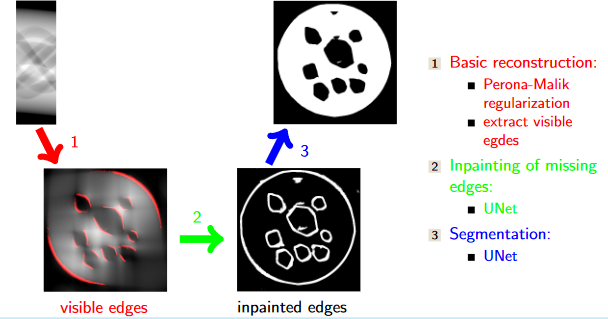 1
2
3
visible edges
inpainted edges
1 Basic reconstruction:
Perona-Malik
regularization
extract visible
egdes
2 Inpainting of missing
edges:
UNet
3 Segmentation:
UNet